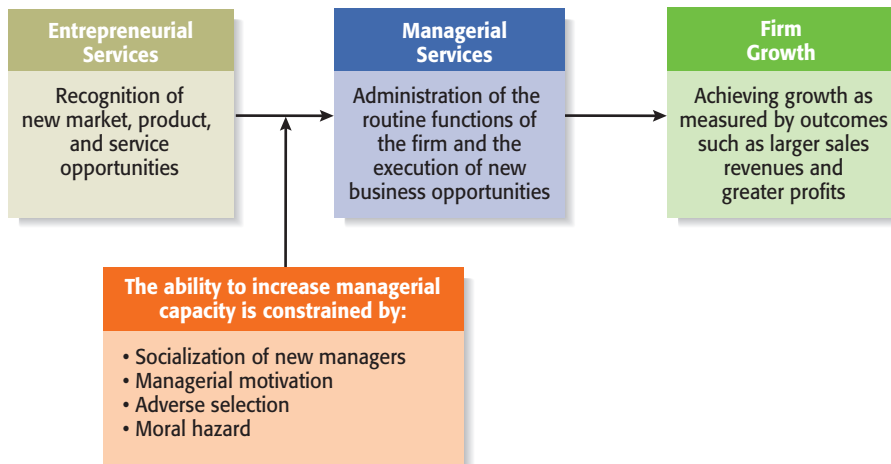 Entrepreneurial
Services
Recognition of
new market, product,
and service
opportunities
Managerial
Services
Administration of the
routine functions of
the firm and the
execution of new
business opportunities
Firm
Growth
Achieving growth as
measured by outcomes
such as larger sales
revenues and
greater profits
The ability to increase managerial
capacity is constrained by:
• Socialization of new managers
• Managerial motivation
• Adverse selection
• Moral hazard